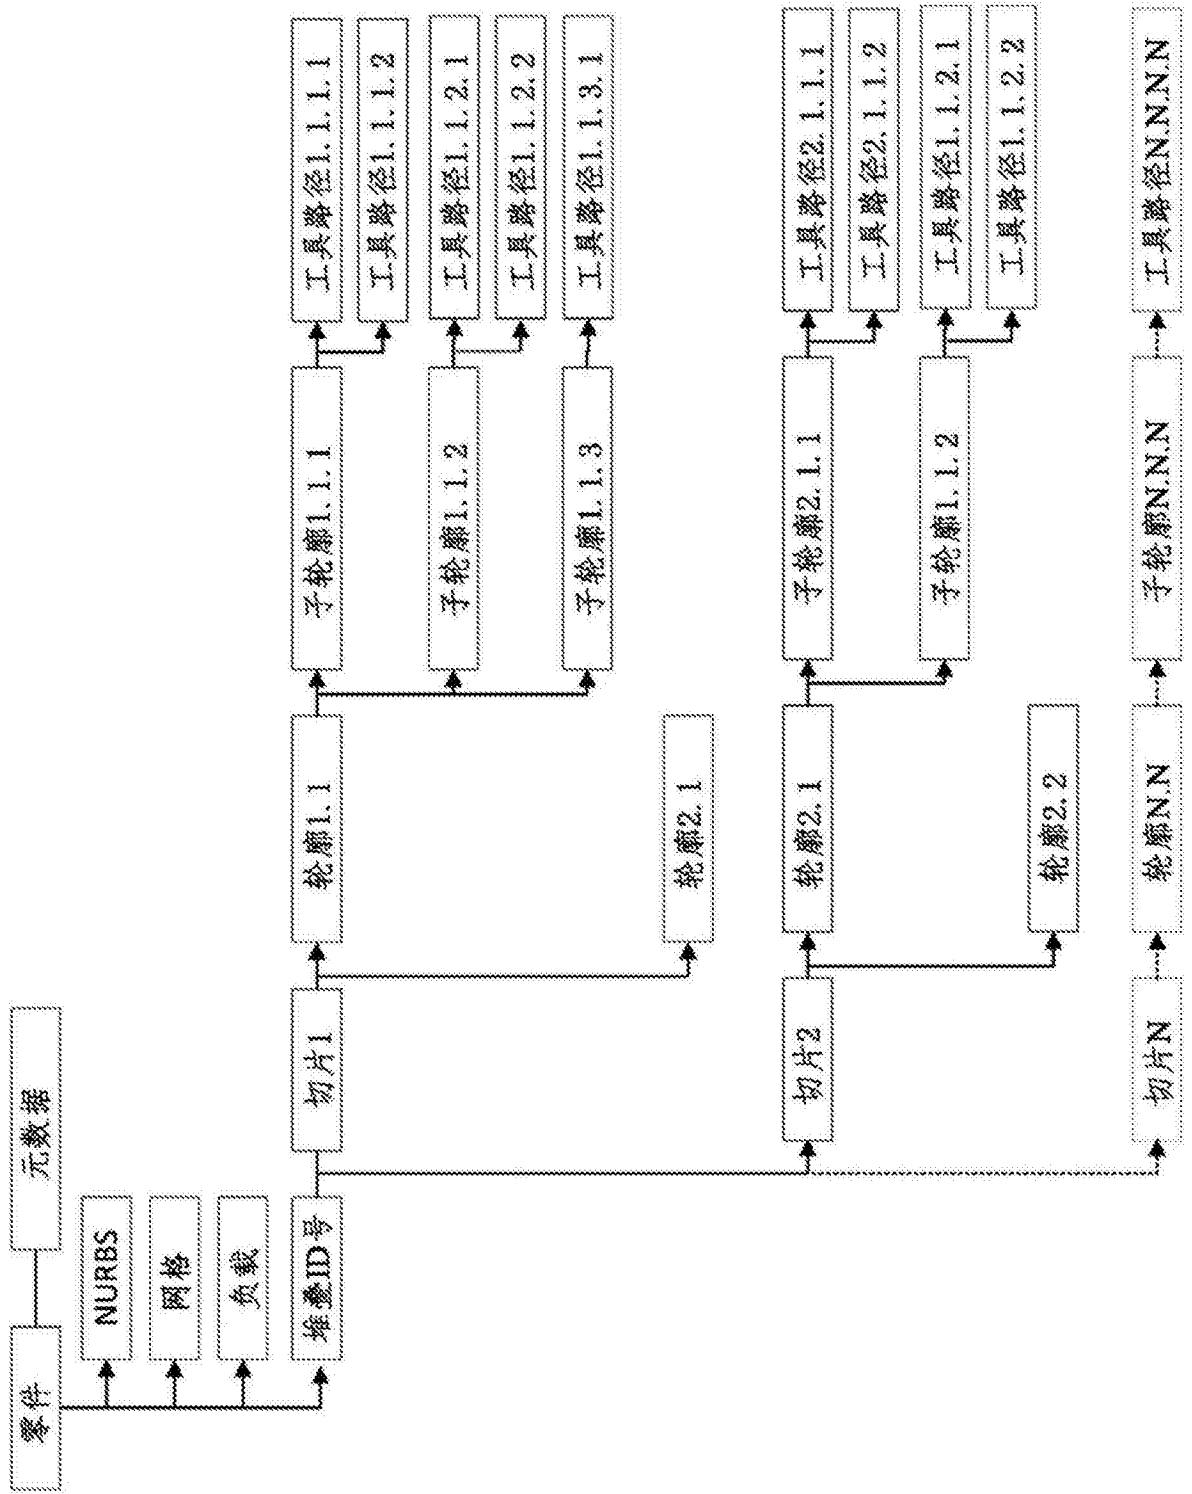 零件
元数据
NURBS
网格
负载
堆叠ID号
切片1
轮廓1.1
子轮廓1.1.1
工具路径1.1.1.1
工具路径1.1.1.2
子轮廓1.1.2
工具路径1.1.2.1
工具路径1.1.2.2
子轮廓1.1.3
工具路径1.1.3.1
轮廓2.1
切片2
轮廓2.1
子轮廓2.1.1
工具路径2.1.1.1
工具路径2.1.1.2
子轮廓1.1.2
工具路径1.1.2.1
工具路径1.1.2.2
轮廓2.2
切片N
轮廓N.N
子轮廓N.N.N
工具路径N.N.N.N